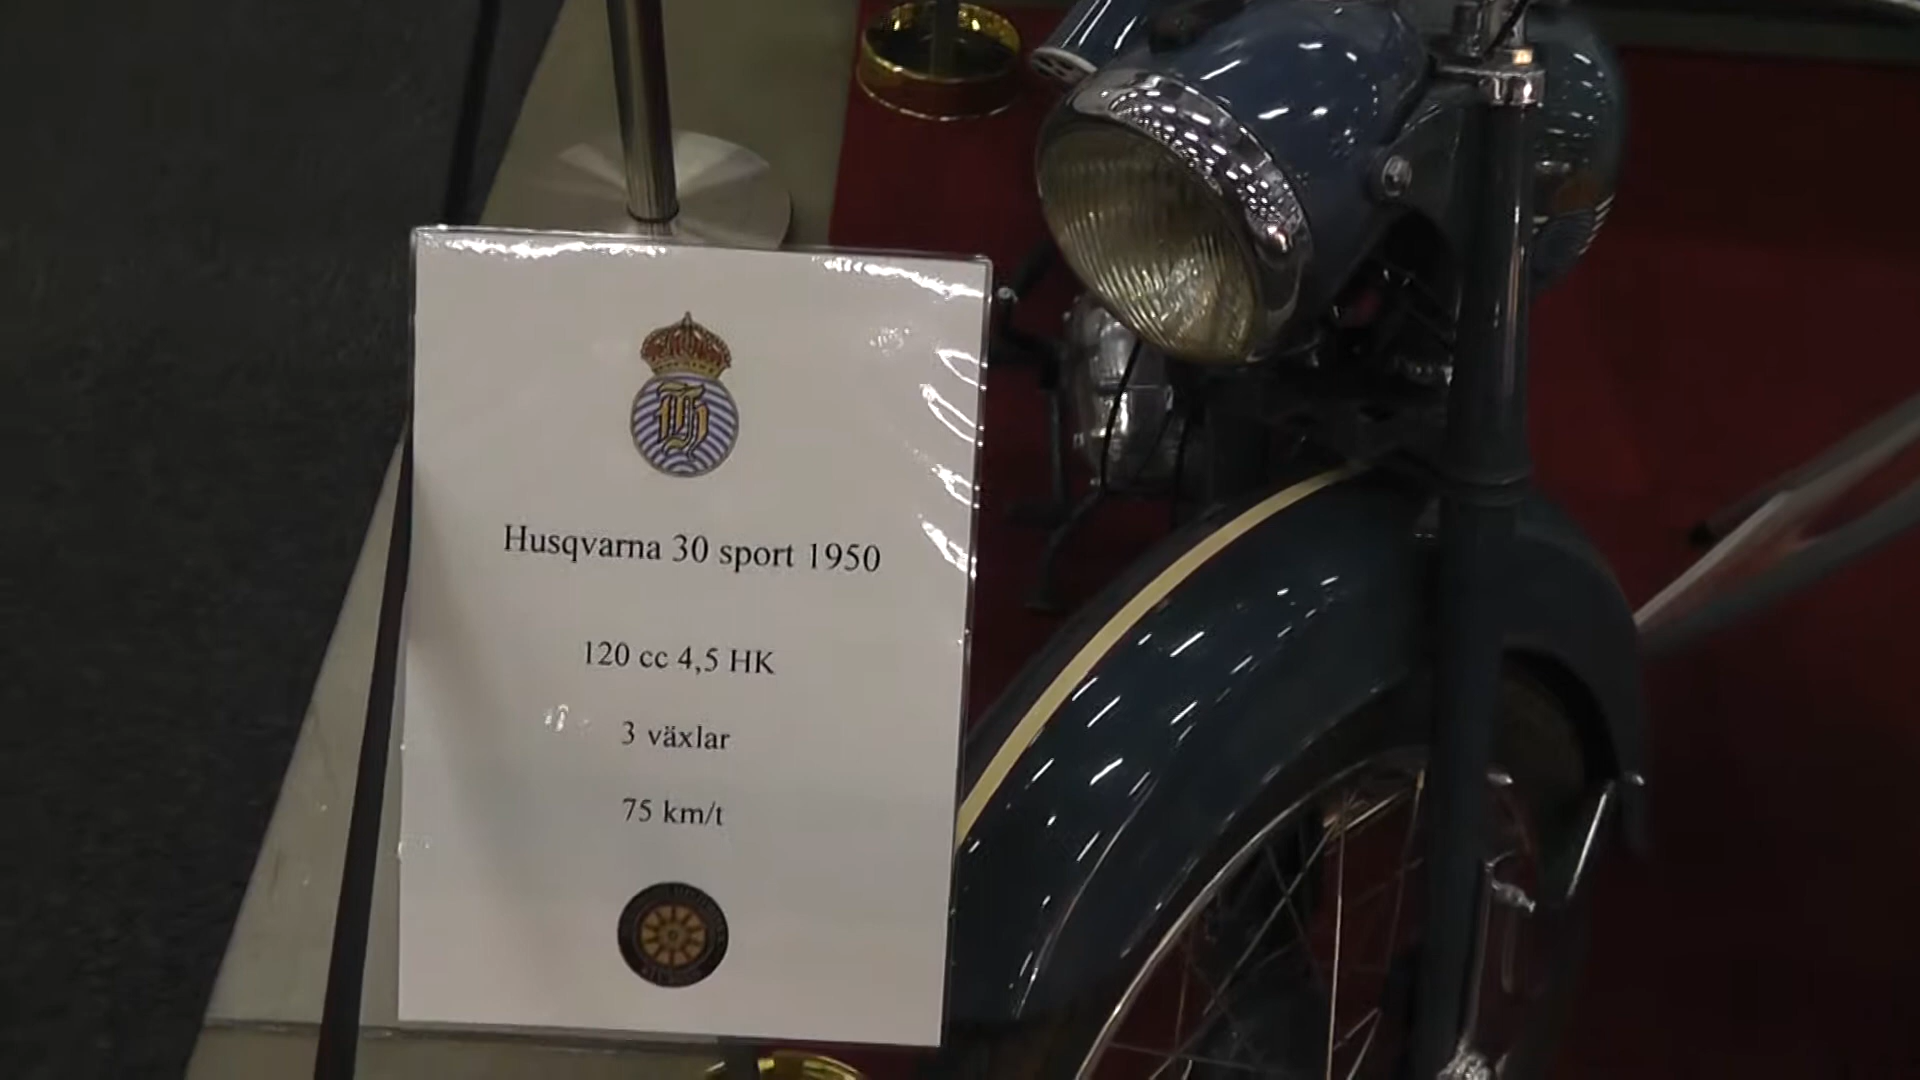 Husqvarna 30 sport 1950
120 cc 4,5 HK
3 växlar
75 km/t